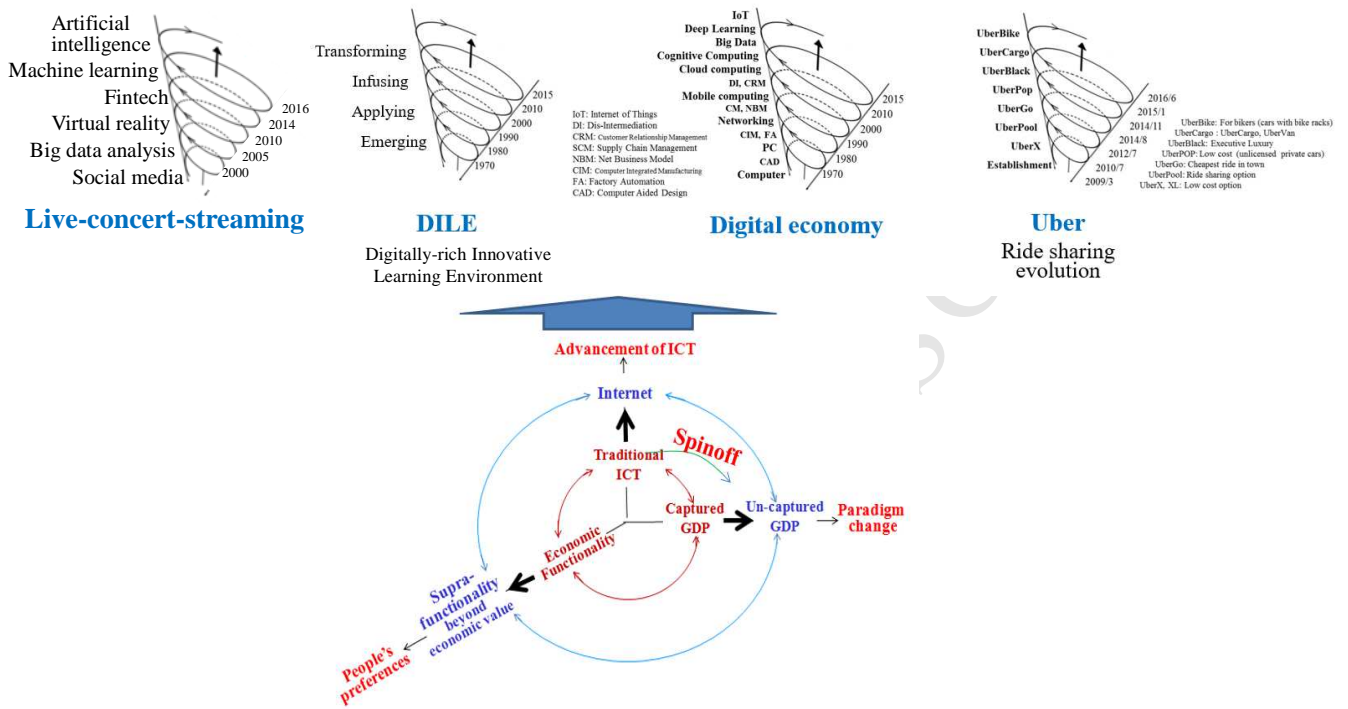 Artificial
intelligence
Machine learning
Fintech
Virtual reality
Big data analysis
Social media
2016
2014
2010
2005
2000
Live-concert-streaming
Transforming
Infusing
Applying
Emerging
2015
2010
2000
1990
1980
1970
DILE
Digitally-rich Innovative
Learning Environment
IoT: Internet of Things
DI: Dis-Intermediation
CRM: Customer Relationship Management
SCM: Supply Chain Management
NBM: Net Business Model
CIM: Computer Integrated Manufacturing
FA: Factory Automation
CAD: Computer Aided Design
IoT
Deep Learning
Big Data
Cognitive Computing
Cloud computing
DI, CRM
Mobile computing
CM, NBM
Networking
CIM, FA
PC
CAD
Computer
2015
2010
2000
1990
1980
1970
Digital economy
UberBike
UberCargo
UberBlack
UberPop
UberGo
UberPool
UberX
Establishment
2016/6
2015/1
2014/11
2014/8
2012/7
2010/7
2009/3
UberBike: For bikers (cars with bike racks)
UberCargo : UberCargo, UberVan
UberBlack: Executive Luxury
UberPOP: Low cost (unlicensed private cars)
UberGo: Cheapest ride in town
UberPool: Ride sharing option
UberX, XL: Low cost option
Uber
Ride sharing
evolution
Advancement of ICT
Internet
Traditional
ICT
Spinoff
Captured
GDP
Un-captured
GDP
Paradigm
change
Economic
Functionality
Supra-
functionality
beyond
economic value
People's
preferences